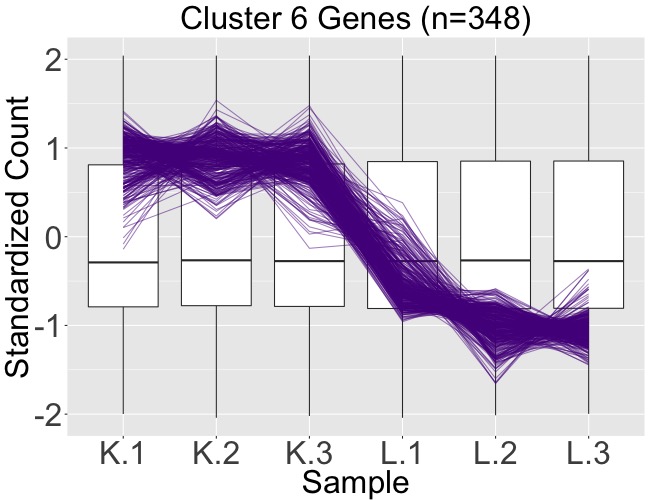 Cluster 6 Genes (n=348)
Standardized Count
2
1
0
-1
-2
K.1 K.2 K.3 L.1 L.2 L.3
Sample